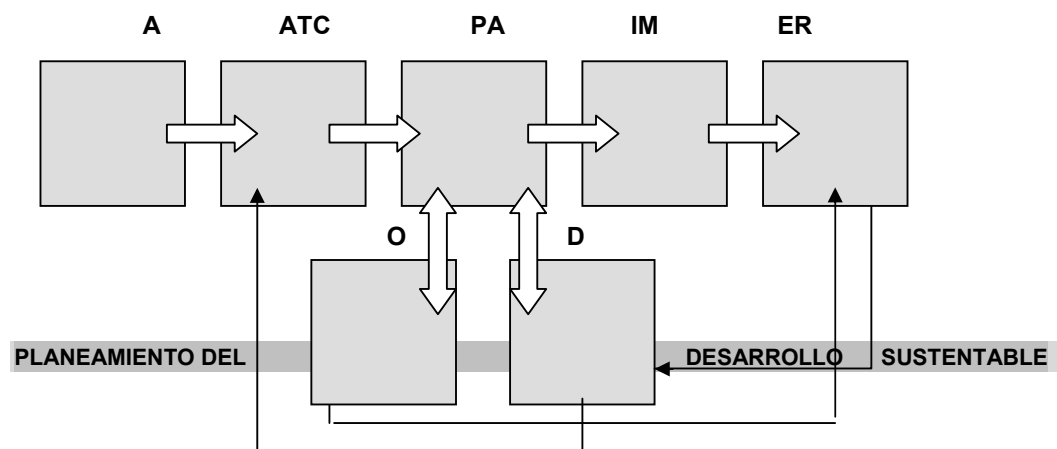 A ATC PA IM ER
O D
PLANEAMIENTO DEL DESARROLLO SUSTENTABLE